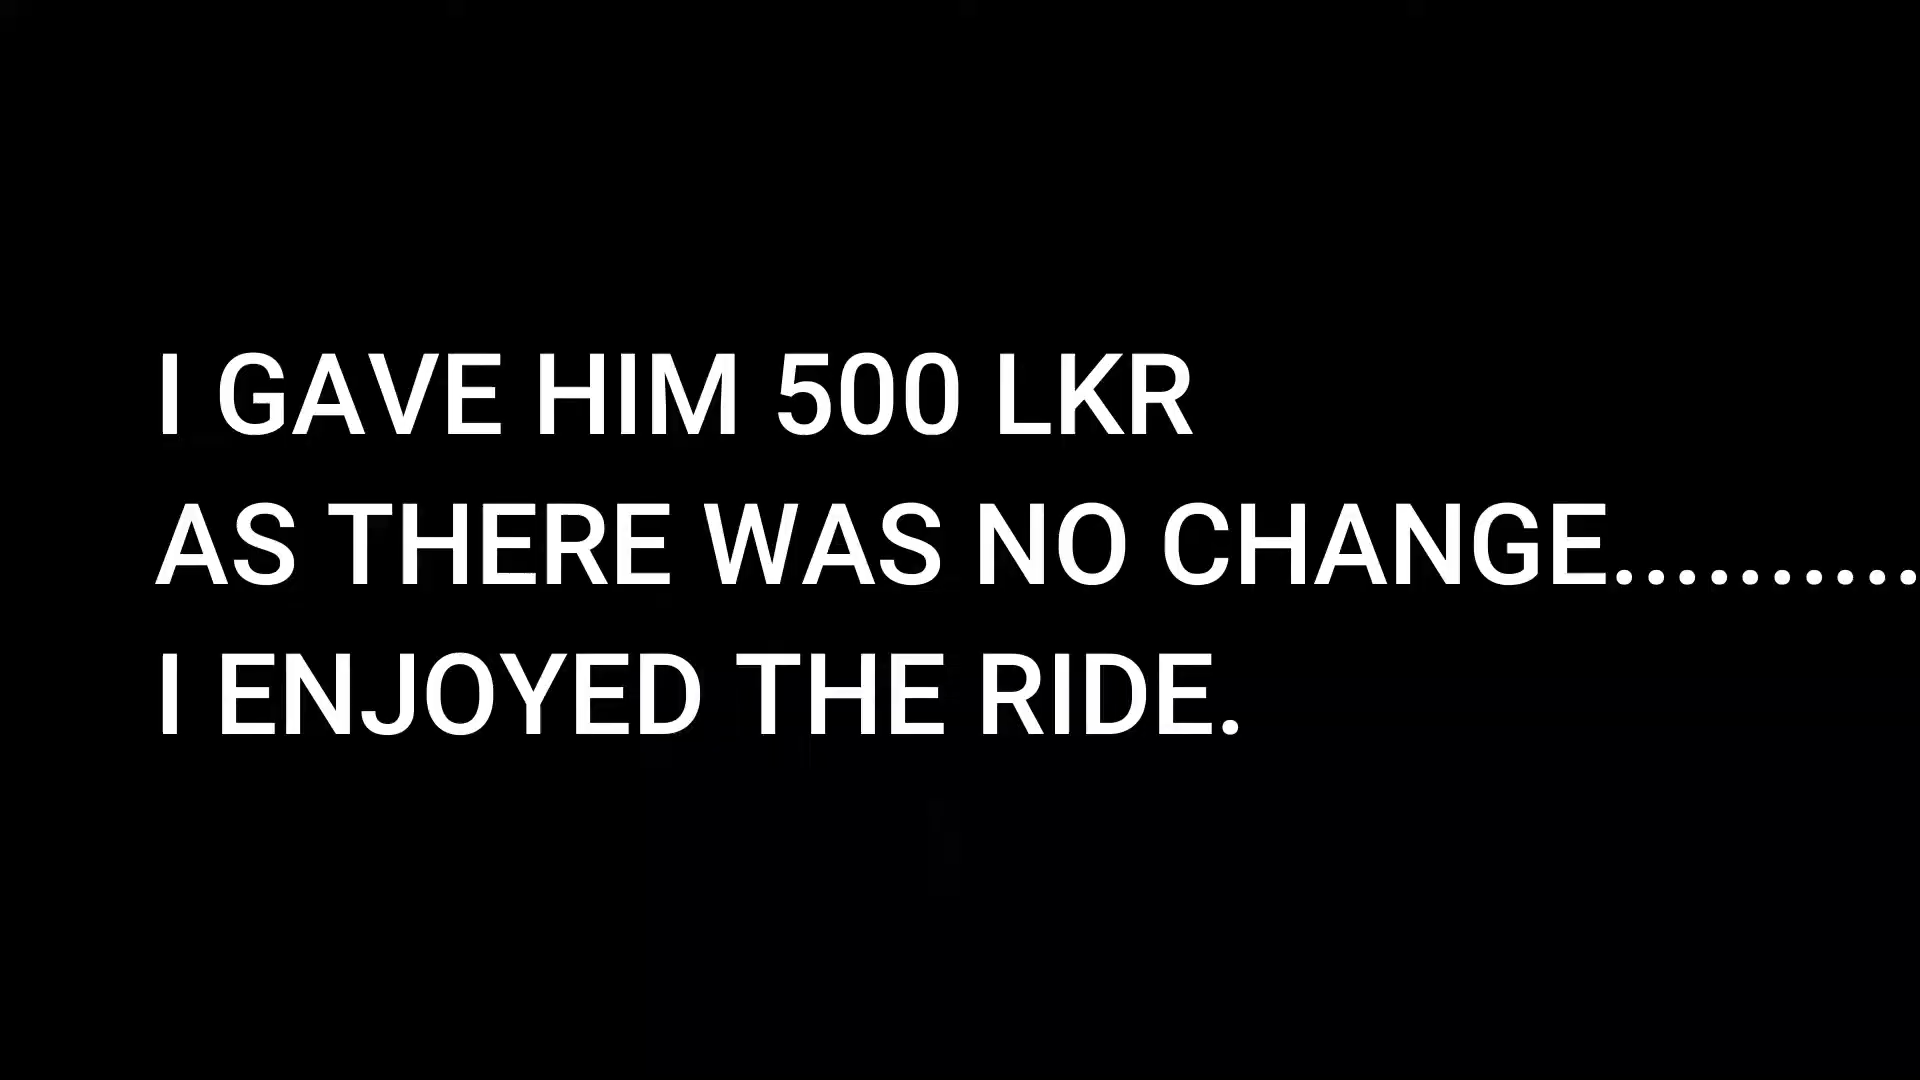 I GAVE HIM 500 LKR
AS THERE WAS NO CHANGE..........
I ENJOYED THE RIDE.